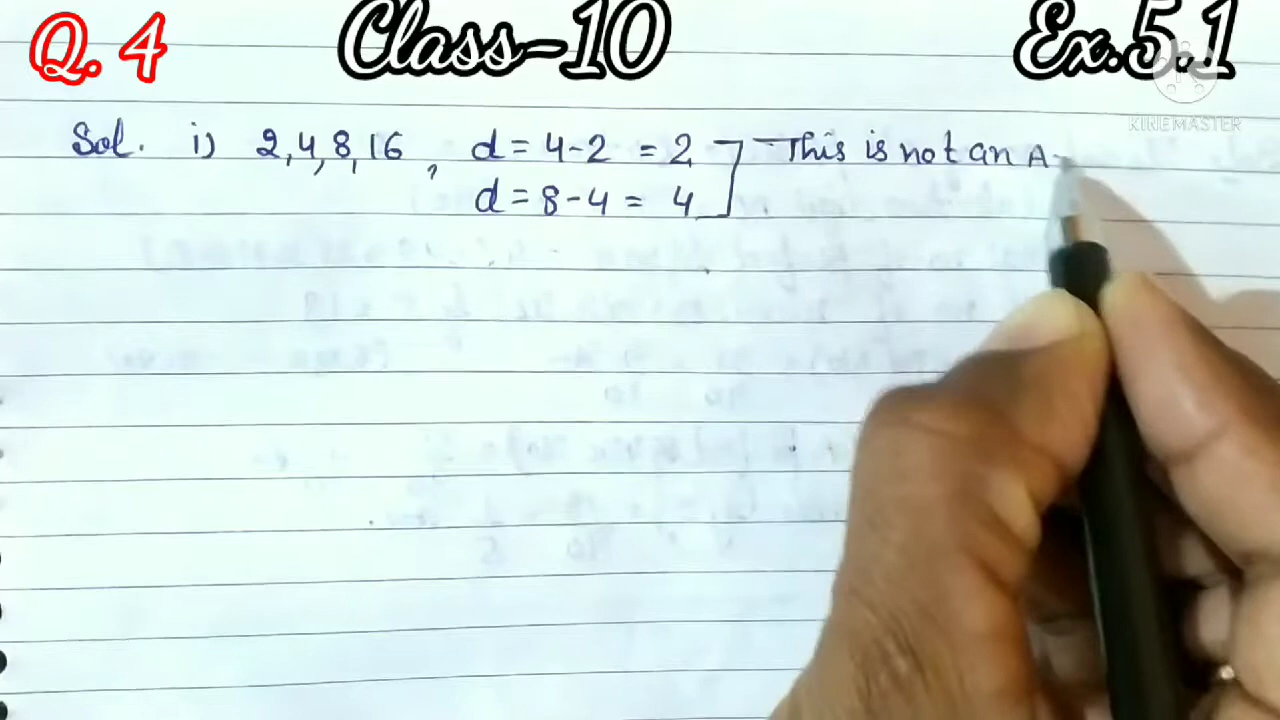 Q. 4 Class-10 Ex.5.1
KINEMASTER
Sol. i) 2,4,8,16, d = 4-2 = 2 This is not an A
d = 8-4 = 4